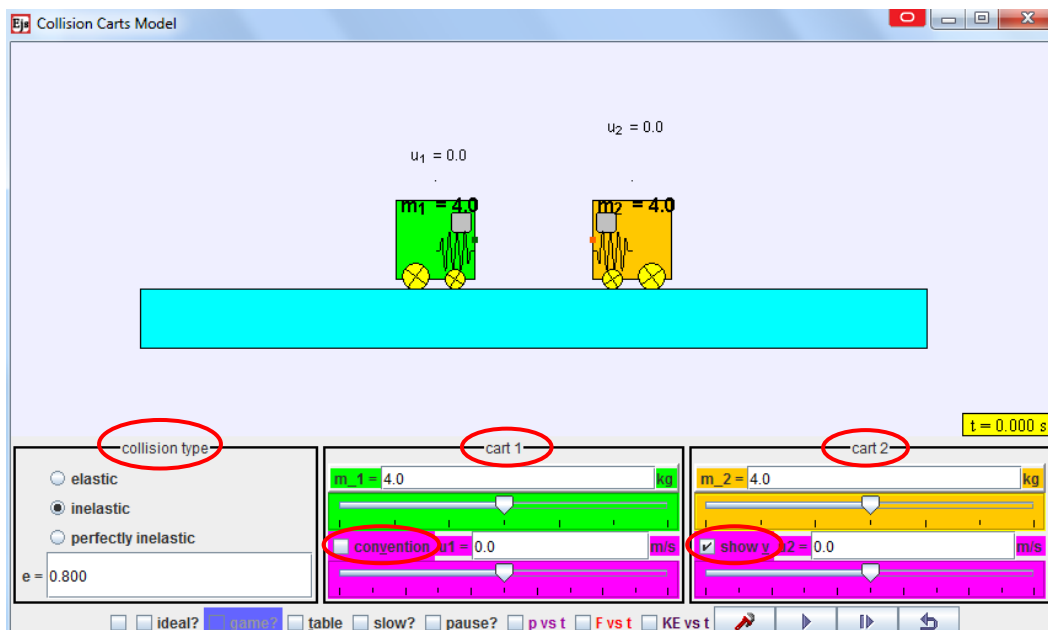 Ejs Collision Carts Model
u2 = 0.0
u1 = 0.0
m1 = 4.0
m2 = 4.0
t = 0.000 s
collision type
elastic
inelastic
perfectly inelastic
e = 0.800
cart 1
m_1 = 4.0 kg
convention u1 = 0.0 m/s
cart 2
m_2 = 4.0 kg
show v u2 = 0.0 m/s
ideal? game? table slow? pause? p vs t F vs t KE vs t